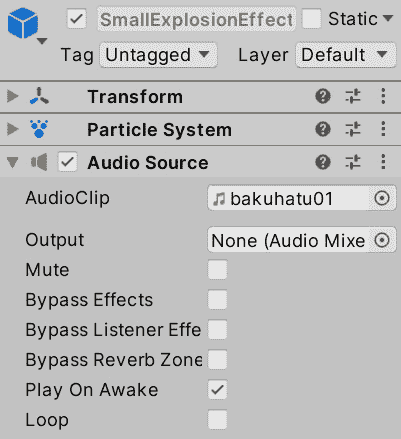 SmallExplosionEffect Static
Tag Untagged Layer Default
Transform
Particle System
Audio Source
AudioClip bakuhatu01
Output None (Audio Mixe
Mute
Bypass Effects
Bypass Listener Effe
Bypass Reverb Zone
Play On Awake
Loop